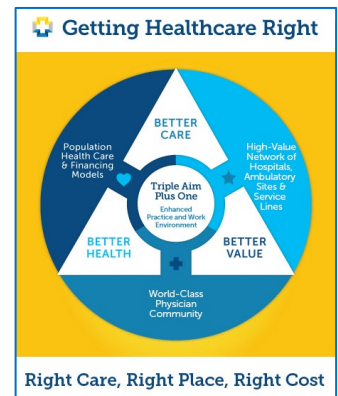 Getting Healthcare Right
BETTER
CARE
Population
Health Care
& Financing
Models
High-Value
Network of
Hospitals,
Ambulatory
Sites &
Service
Lines
Triple Aim
Plus One
Enhanced
Practice and Work
Environment
BETTER
HEALTH
BETTER
VALUE
World-Class
Physician
Community
Right Care, Right Place, Right Cost